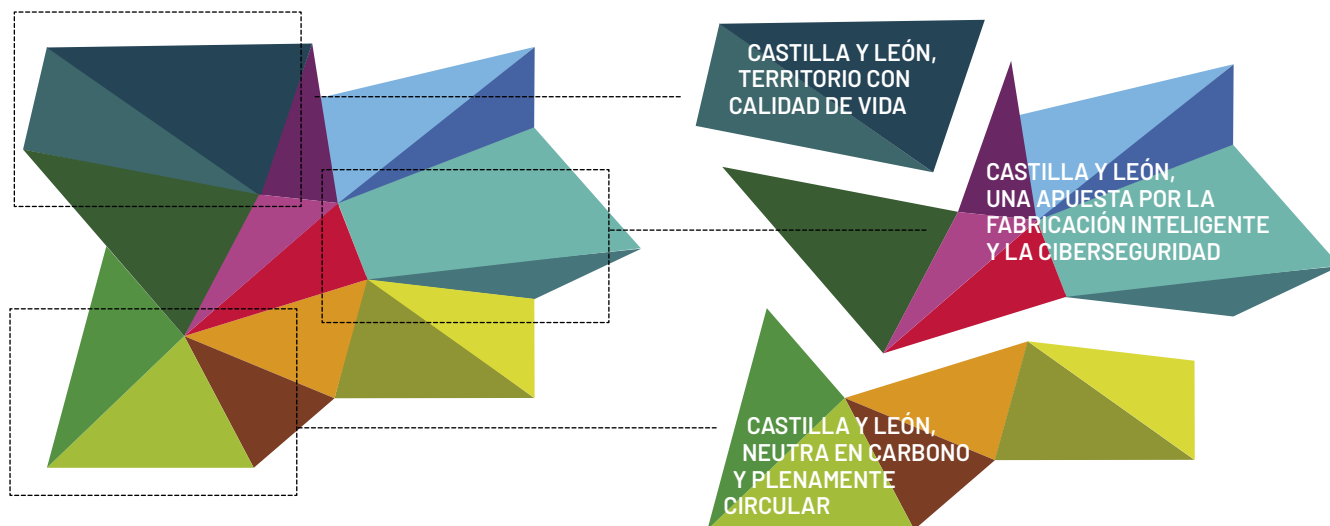 CASTILLA Y LEÓN,
TERRITORIO CON
CALIDAD DE VIDA
CASTILLA Y LEÓN,
UNA APUESTA POR LA
FABRICACIÓN INTELIGENTE
Y LA CIBERSEGURIDAD
CASTILLA Y LEÓN,
NEUTRA EN CARBONO
Y PLENAMENTE
CIRCULAR